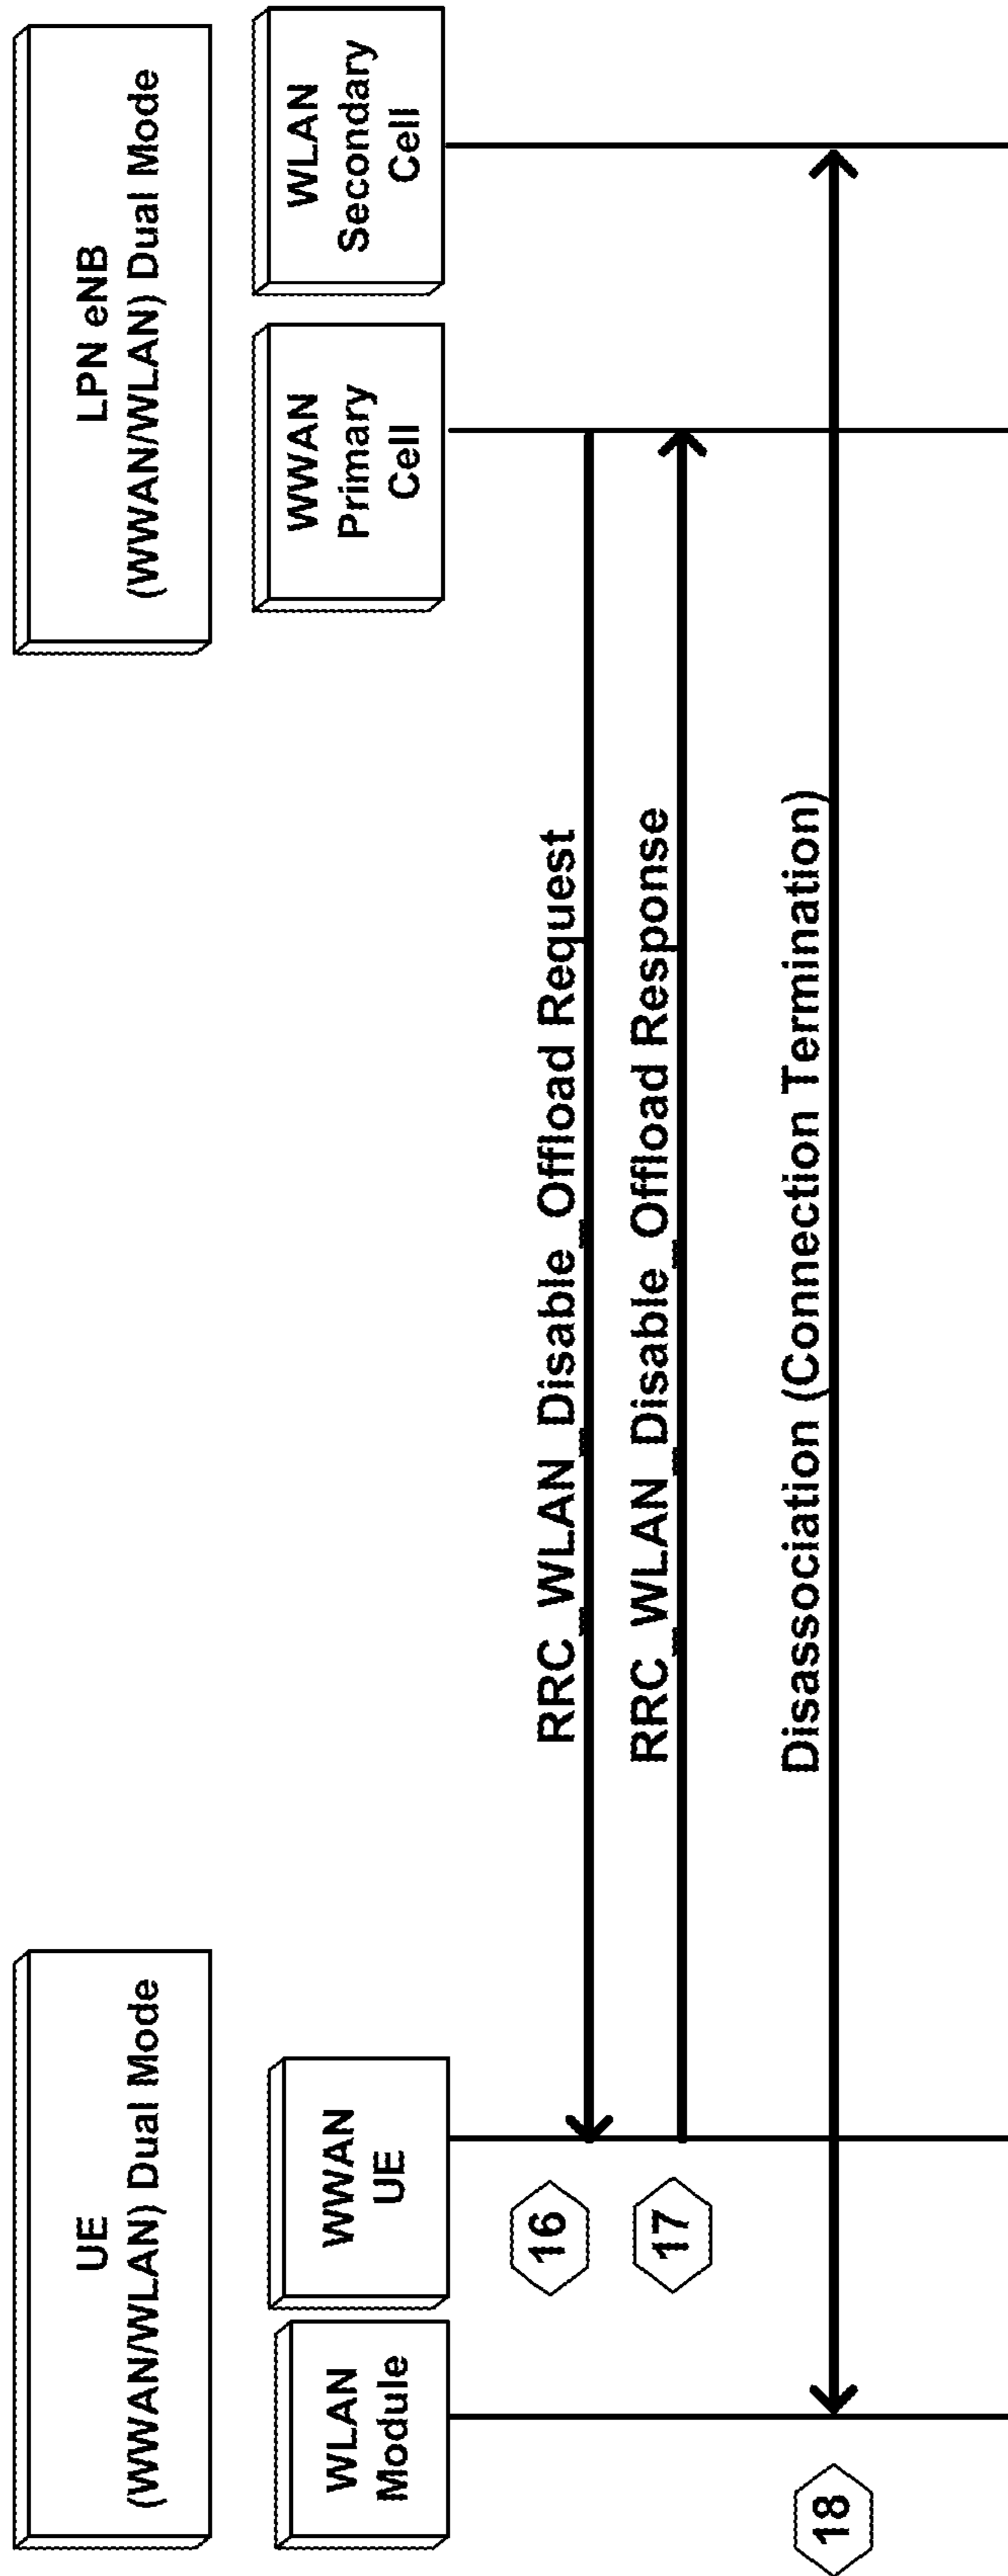 UE
(WWAN/WLAN) Dual Mode
LPN eNB
(WWAN/WLAN) Dual Mode
WLAN
Module
WWAN
UE
WWAN
Primary
Cell
WLAN
Secondary
Cell
16
RRC_WLAN_Disable_Offload Request
17
RRC_WLAN_Disable_Offload Response
18
Disassociation (Connection Termination)